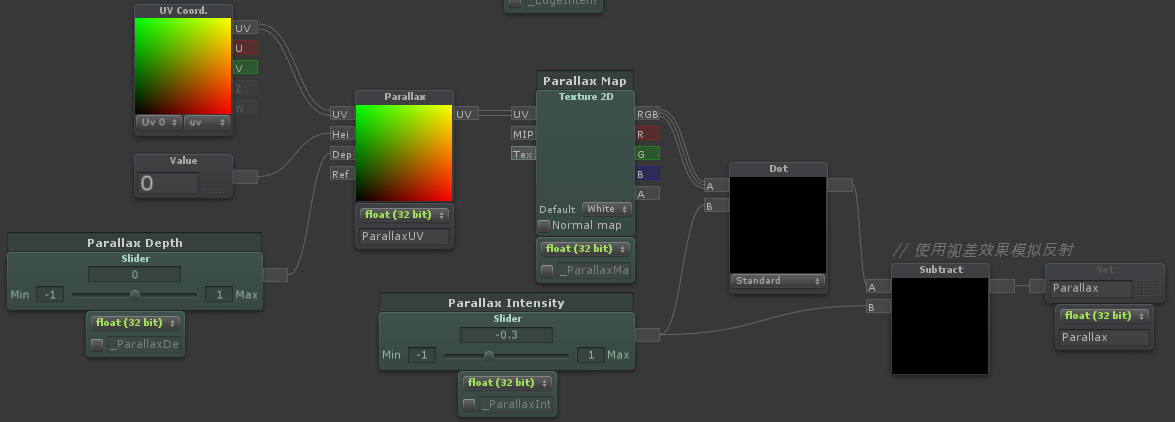 _EdgeIntens
UV Coord.
UV
U
V
Z
W
Uv 0
uv
Value
0
Parallax
UV
Hei
Dep
Ref
UV
float (32 bit)
ParallaxUV
Parallax Depth
Slider
0
Min -1 1 Max
float (32 bit)
_ParallaxDe
Parallax Map
Texture 2D
UV
MIP
Tex
RGB
R
G
B
A
Default White
Normal map
float (32 bit)
_ParallaxMa
Parallax Intensity
Slider
-0.3
Min -1 1 Max
float (32 bit)
_ParallaxInt
Dot
A
B
Standard
// 使用视差效果模拟反射
Subtract
A
B
Set
Parallax
float (32 bit)
Parallax